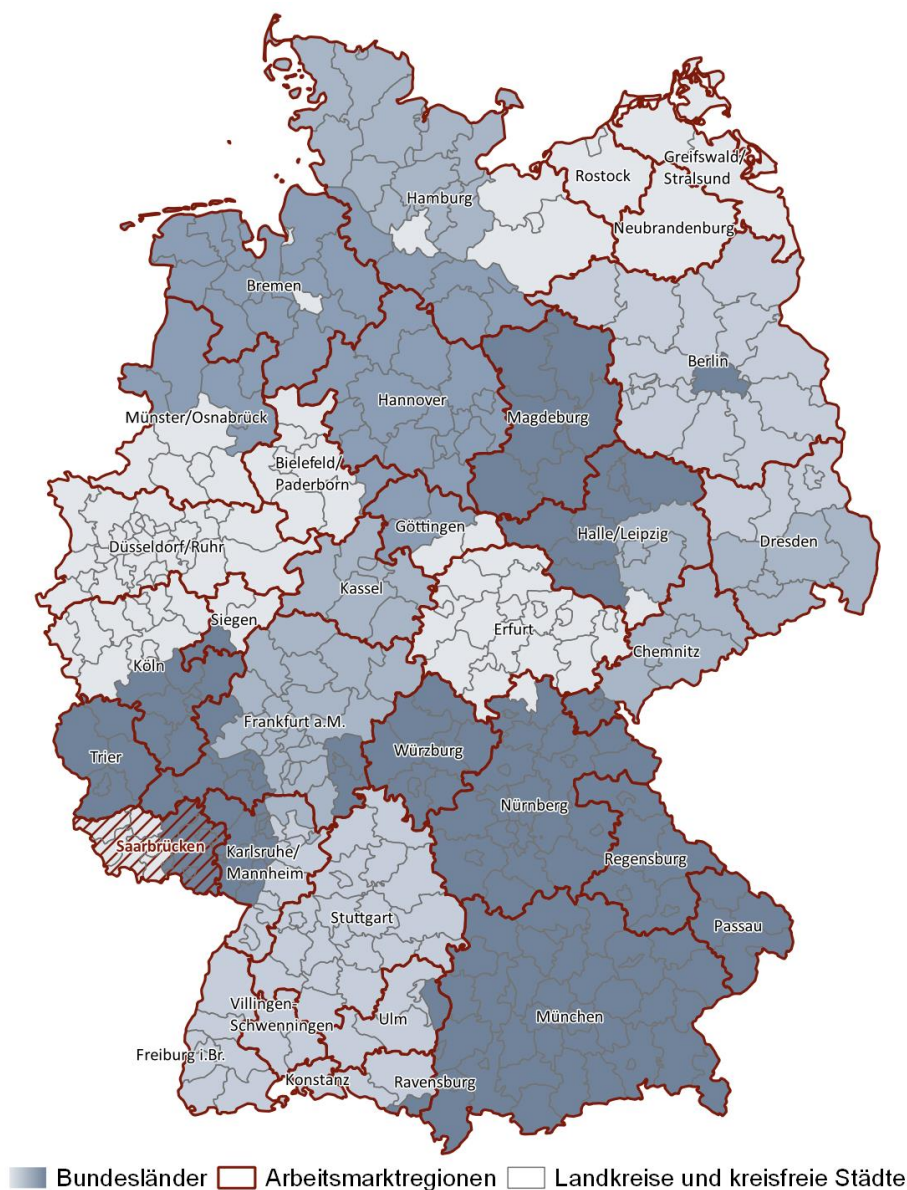 Greifswald/
Stralsund
Rostock
Hamburg
Neubrandenburg
Bremen
Berlin
Hannover
Münster/Osnabrück
Magdeburg
Bielefeld/
Paderborn
Göttingen
Halle/Leipzig
Düsseldorf/Ruhr
Dresden
Kassel
Siegen
Erfurt
Chemnitz
Köln
Frankfurt a.M.
Trier
Würzburg
Nürnberg
Saarbrücken
Karlsruhe/
Mannheim
Regensburg
Stuttgart
Passau
Villingen-
Schwenningen
Ulm
München
Freiburg i.Br.
Konstanz
Ravensburg
Bundesländer Arbeitsmarktregionen Landkreise und kreisfreie Städte